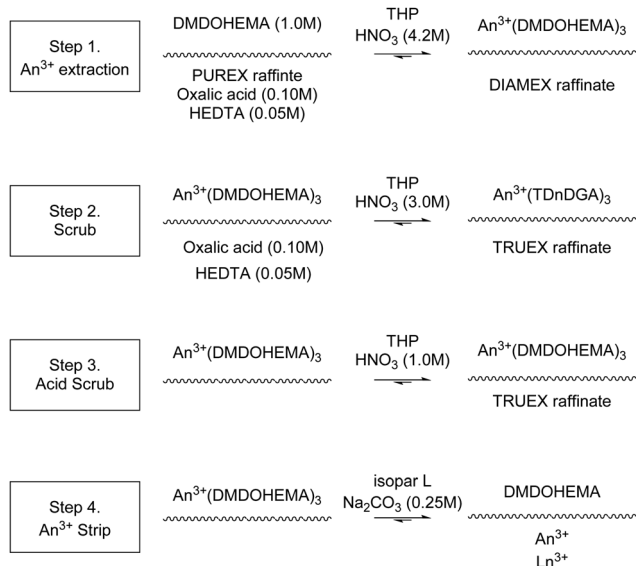 Step 1.
An³⁺ extraction
DMDOHEMA (1.0M)
PUREX raffinte
Oxalic acid (0.10M)
HEDTA (0.05M)
THP
HNO₃ (4.2M)
An³⁺(DMDOHEMA)₃
DIAMEX raffinate
Step 2.
Scrub
An³⁺(DMDOHEMA)₃
Oxalic acid (0.10M)
HEDTA (0.05M)
THP
HNO₃ (3.0M)
An³⁺(TDnDGA)₃
TRUEX raffinate
Step 3.
Acid Scrub
An³⁺(DMDOHEMA)₃
THP
HNO₃ (1.0M)
An³⁺(DMDOHEMA)₃
TRUEX raffinate
Step 4.
An³⁺ Strip
An³⁺(DMDOHEMA)₃
isopar L
Na₂CO₃ (0.25M)
DMDOHEMA
An³⁺
Ln³⁺